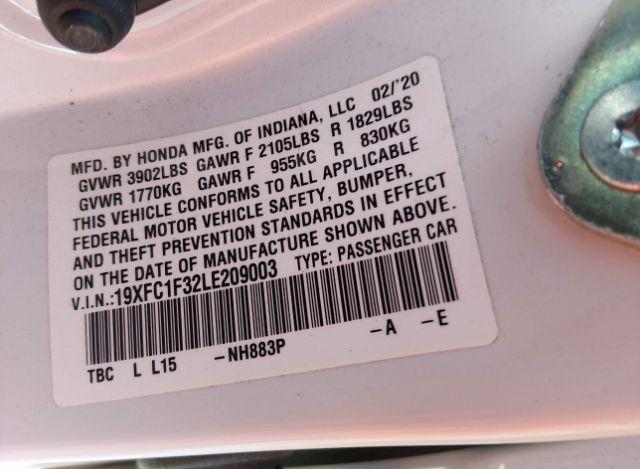 MFD. BY HONDA MFG. OF INDIANA, LLC 02/'20
GVWR 3902LBS GAWR F 2105LBS R 1829LBS
GVWR 1770KG GAWR F 955KG R 830KG
THIS VEHICLE CONFORMS TO ALL APPLICABLE
FEDERAL MOTOR VEHICLE SAFETY, BUMPER,
AND THEFT PREVENTION STANDARDS IN EFFECT
ON THE DATE OF MANUFACTURE SHOWN ABOVE.
V.I.N.:19XFC1F32LE209003 TYPE: PASSENGER CAR
TBC L L15 -NH883P -A -E